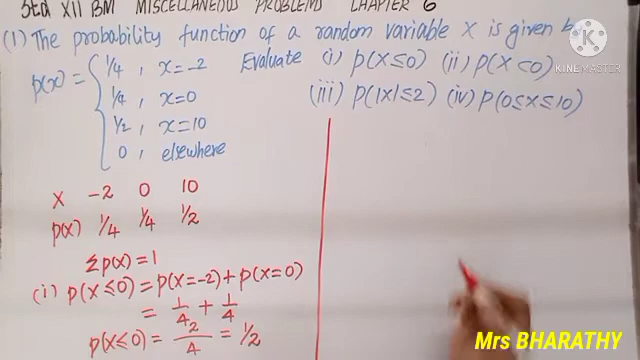 Std XII BM MISCELLANEOUS PROBLEMS CHAPTER 6
(1) The probability function of a random variable X is given b
p(x) = { 1/4 , x=-2
1/4 , x=0
1/2 , x=10
0 , elsewhere
Evaluate (i) P(X≤0) (ii) P(X<0)
(iii) P(|X|≤2) (iv) P(0≤X≤10)
KINEMASTER
X -2 0 10
p(x) 1/4 1/4 1/2
Σp(x) = 1
(i) p(X≤0) = p(X=-2) + p(X=0)
= 1/4 + 1/4
p(X≤0) = 2/4 = 1/2
Mrs BHARATHY